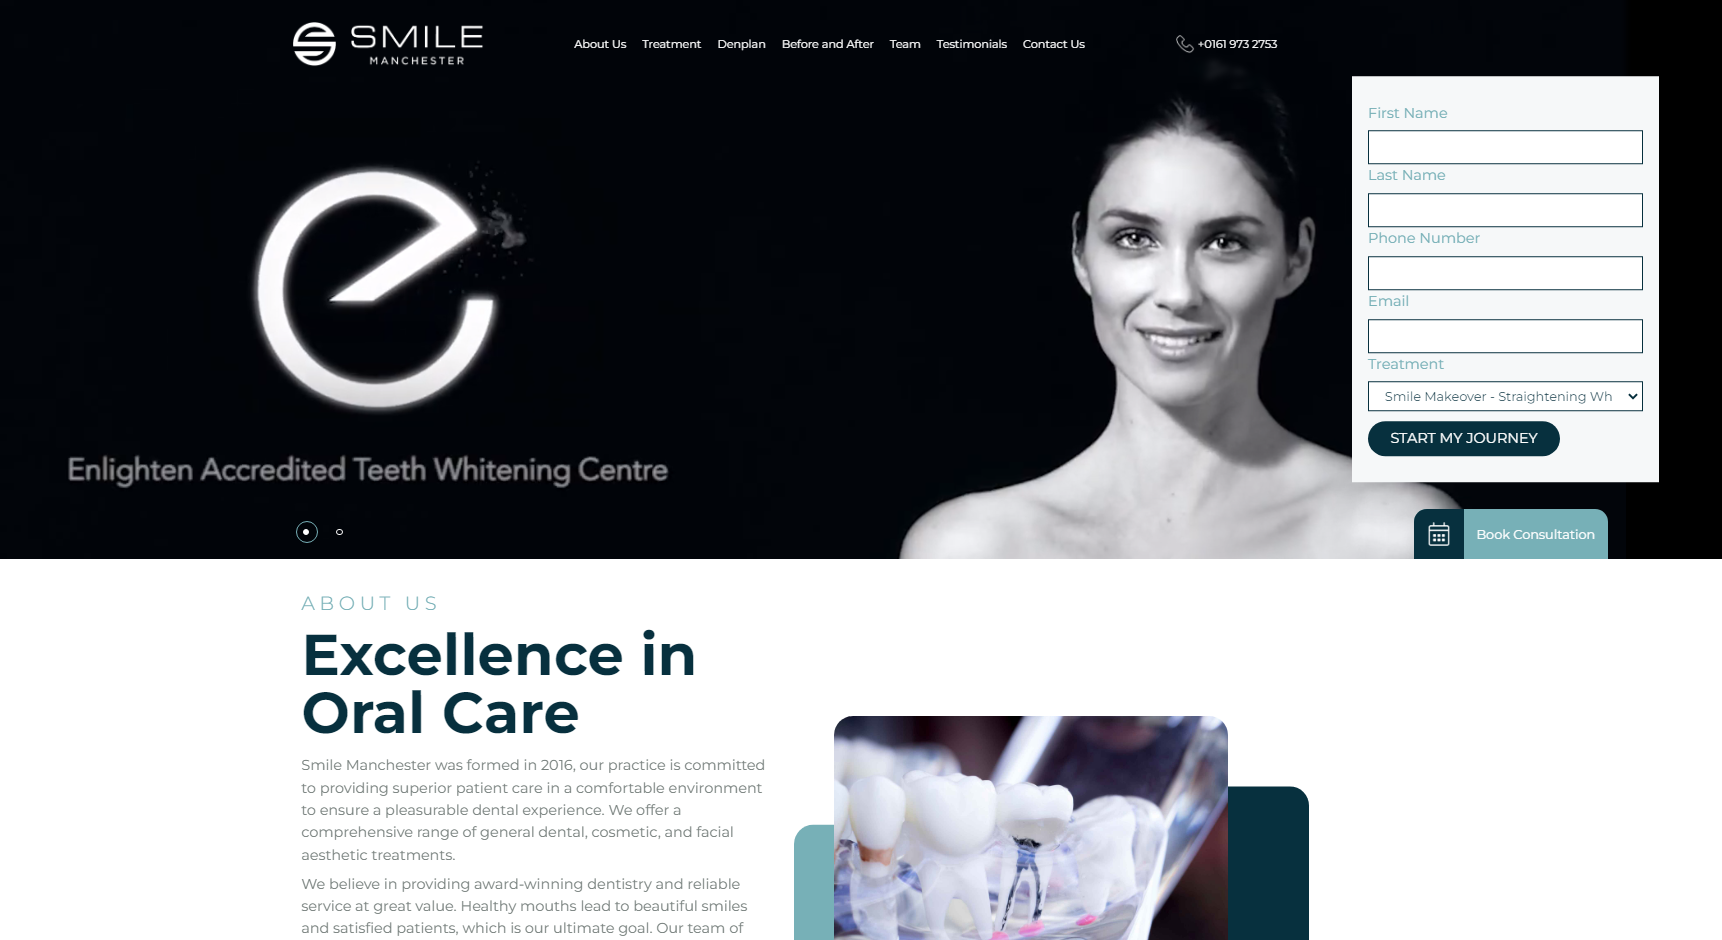 SMILE
MANCHESTER
About Us Treatment Denplan Before and After Team Testimonials Contact Us
+0161 973 2753
First Name
Last Name
Phone Number
Email
Treatment
Smile Makeover - Straightening Wh
START MY JOURNEY
e
Enlighten Accredited Teeth Whitening Centre
Book Consultation
ABOUT US
Excellence in
Oral Care
Smile Manchester was formed in 2016, our practice is committed
to providing superior patient care in a comfortable environment
to ensure a pleasurable dental experience. We offer a
comprehensive range of general dental, cosmetic, and facial
aesthetic treatments.
We believe in providing award-winning dentistry and reliable
service at great value. Healthy mouths lead to beautiful smiles
and satisfied patients, which is our ultimate goal. Our team of